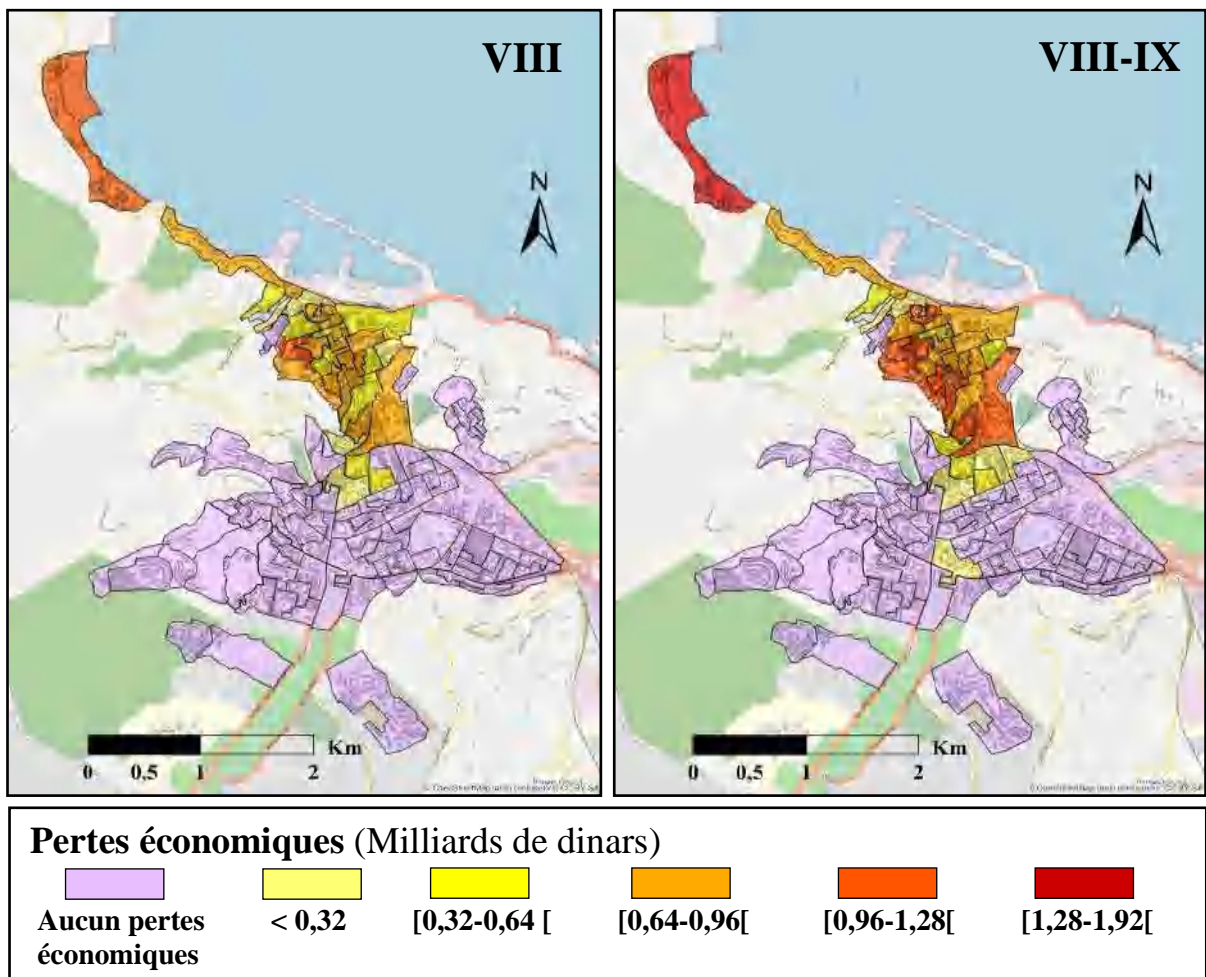 VIII
N
Km
0 0,5 1 2
VIII-IX
N
Km
0 0,5 1 2
Pertes économiques (Milliards de dinars)
Aucun pertes économiques
< 0,32
[0,32-0,64 [
[0,64-0,96[
[0,96-1,28[
[1,28-1,92[